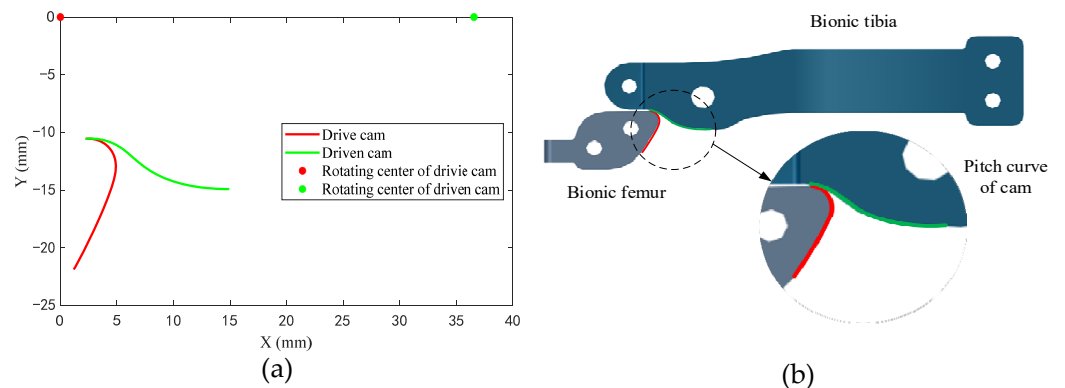 0
−5
−10
−15
−20
−25
Y (mm)
0
5
10
15
20
25
30
35
40
X (mm)
Drive cam
Driven cam
Rotating center of drivie cam
Rotating center of driven cam
(a)
(b)
Bionic tibia
Bionic femur
Pitch curve
of cam